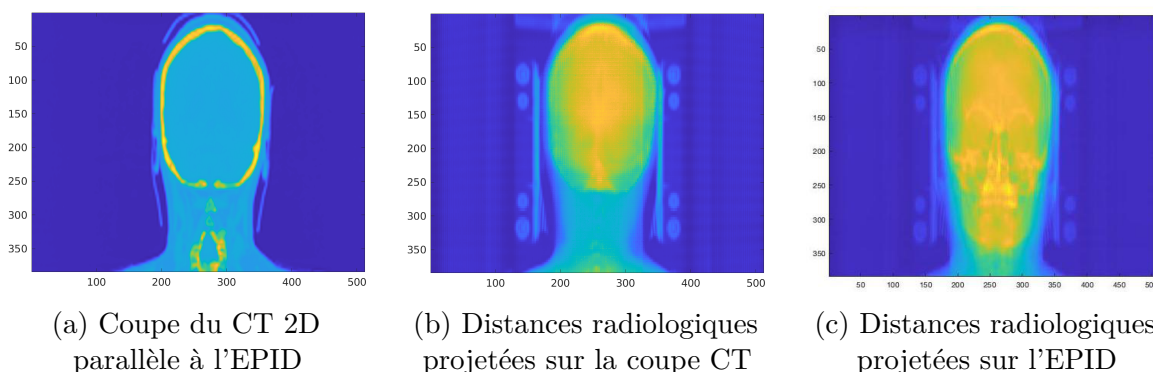 50
100
150
200
250
300
350
100 200 300 400 500
50
100
150
200
250
300
350
100 200 300 400 500
50
100
150
200
250
300
350
50 100 150 200 250 300 350 400 450
(a) Coupe du CT 2D
parallèle à l'EPID
(b) Distances radiologiques
projetées sur la coupe CT
(c) Distances radiologiques
projetées sur l'EPID